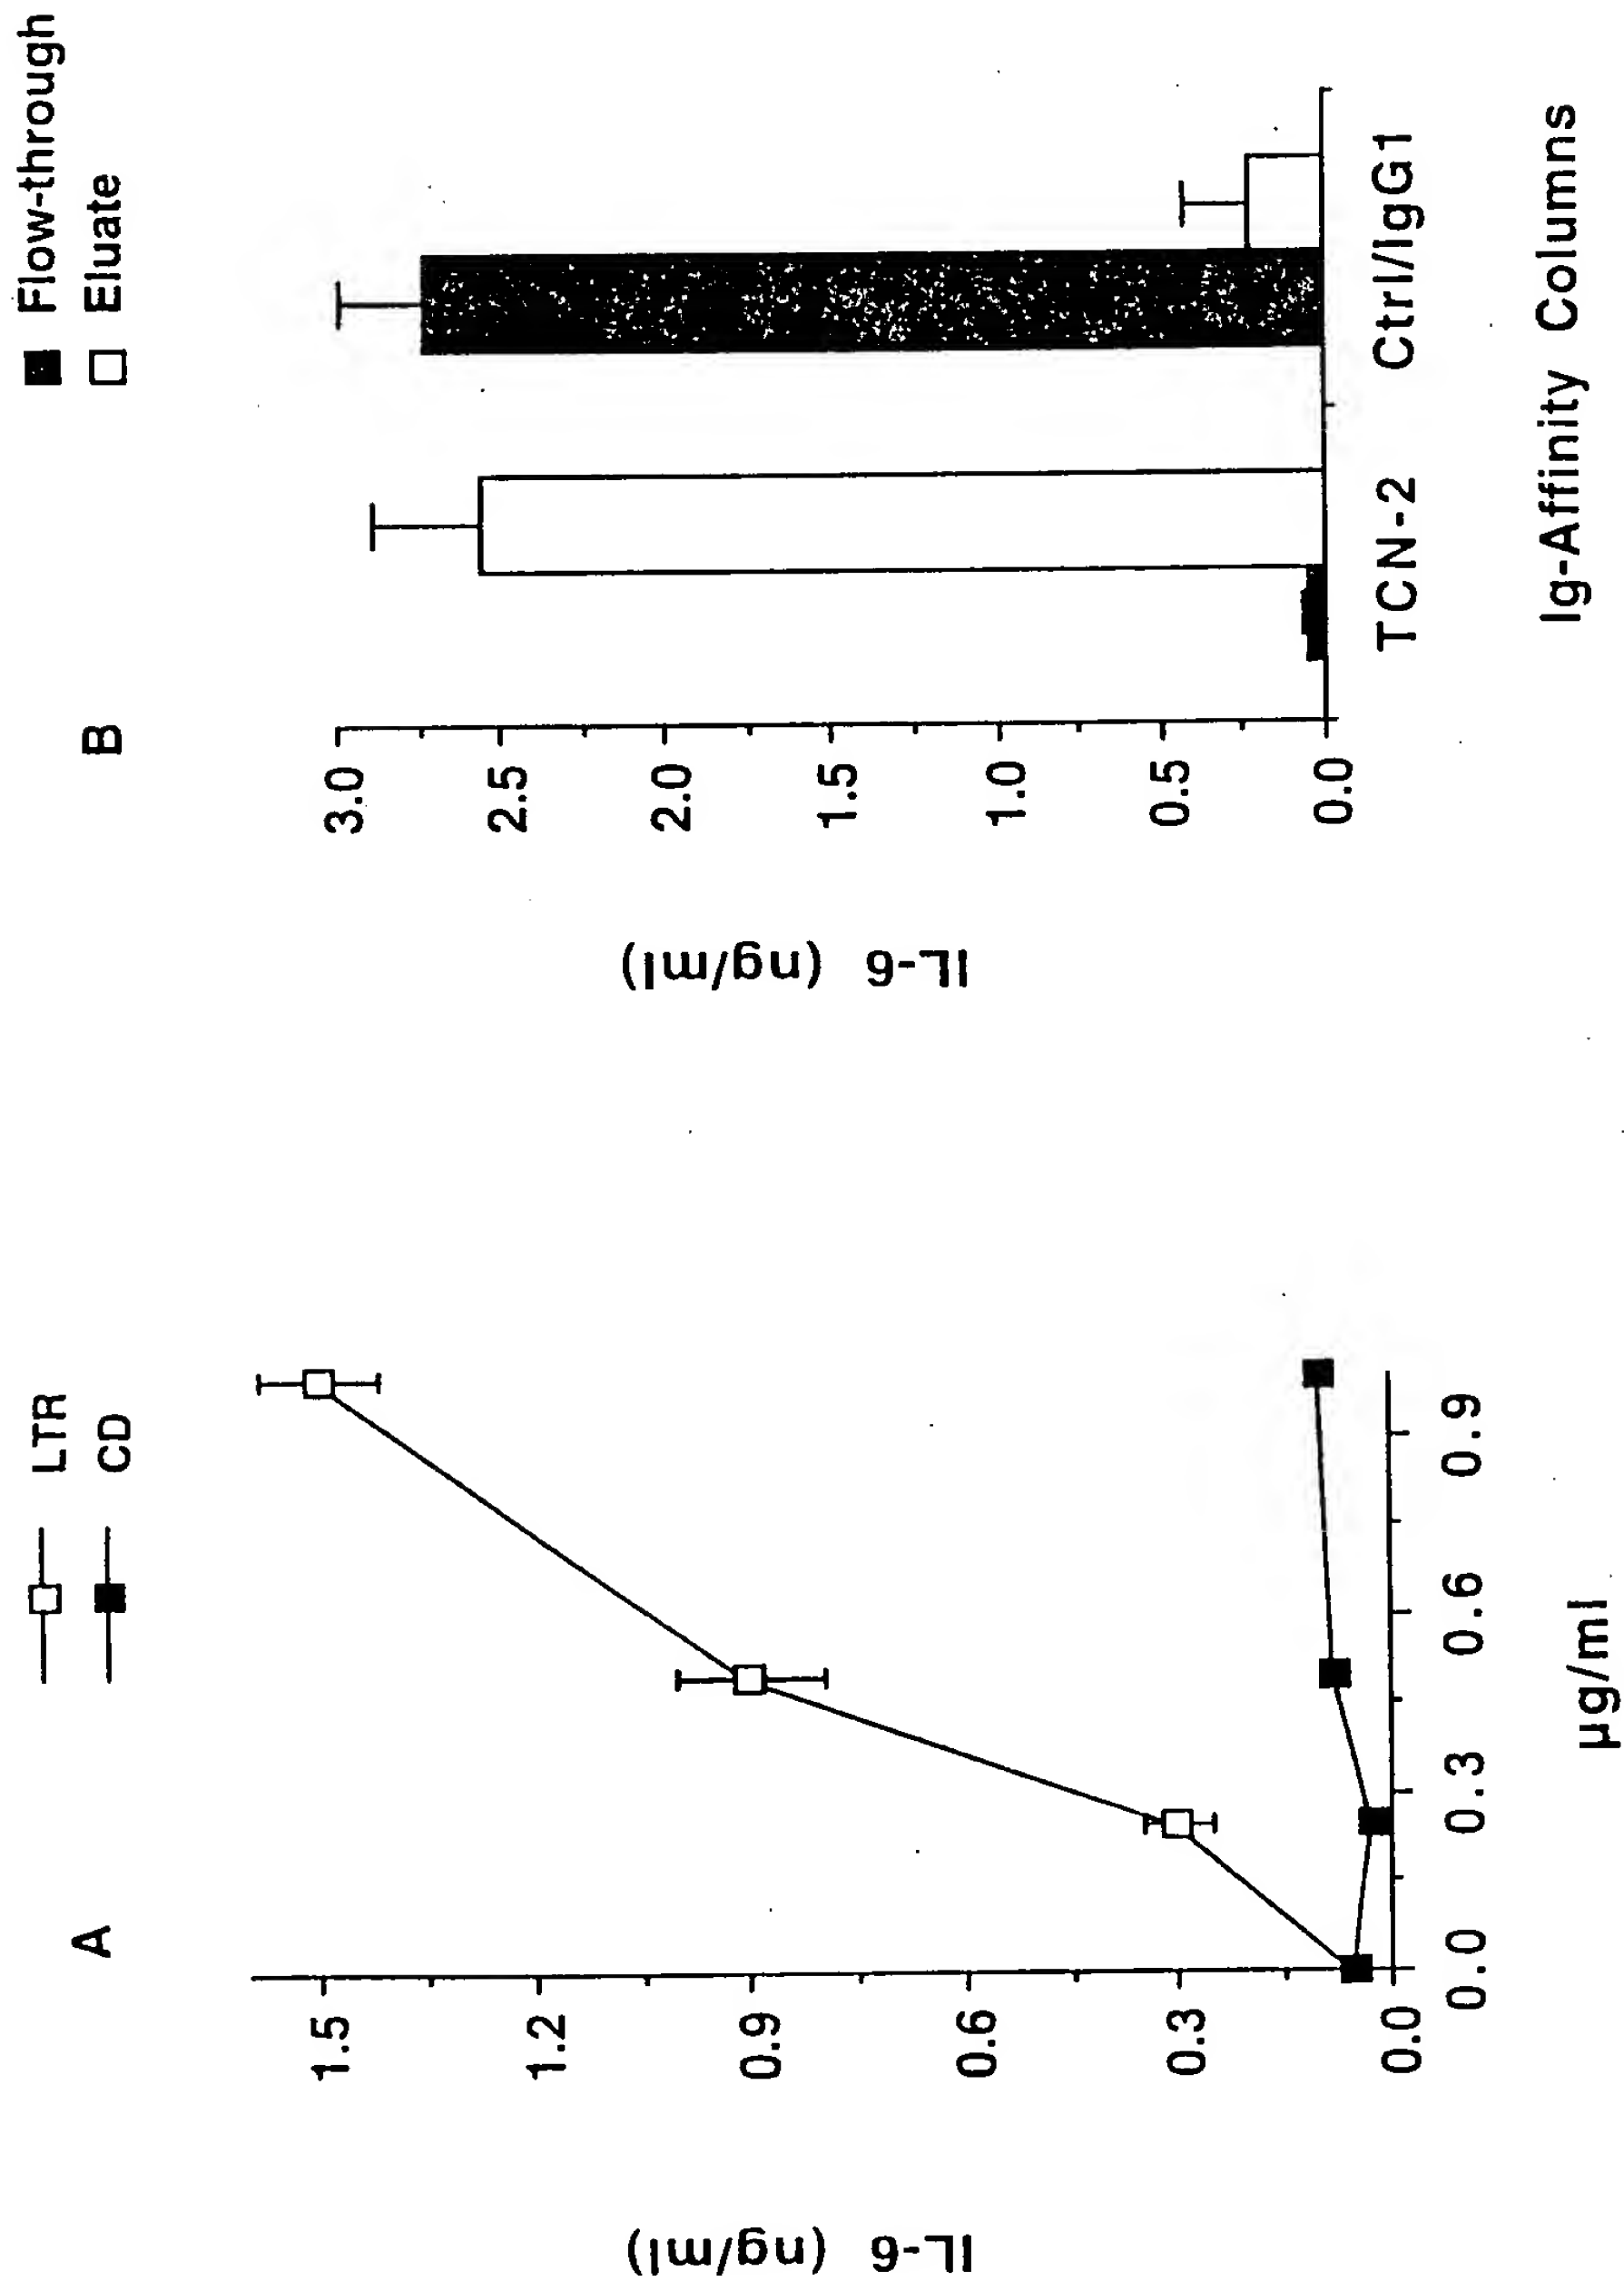 A
LTR
CD
IL-6 (ng/ml)
1.5
1.2
0.9
0.6
0.3
0.0
0.0 0.3 0.6 0.9
µg/ml
B
Flow-through
Eluate
IL-6 (ng/ml)
3.0
2.5
2.0
1.5
1.0
0.5
0.0
TCN-2 Ctrl/IgG1
Ig-Affinity Columns